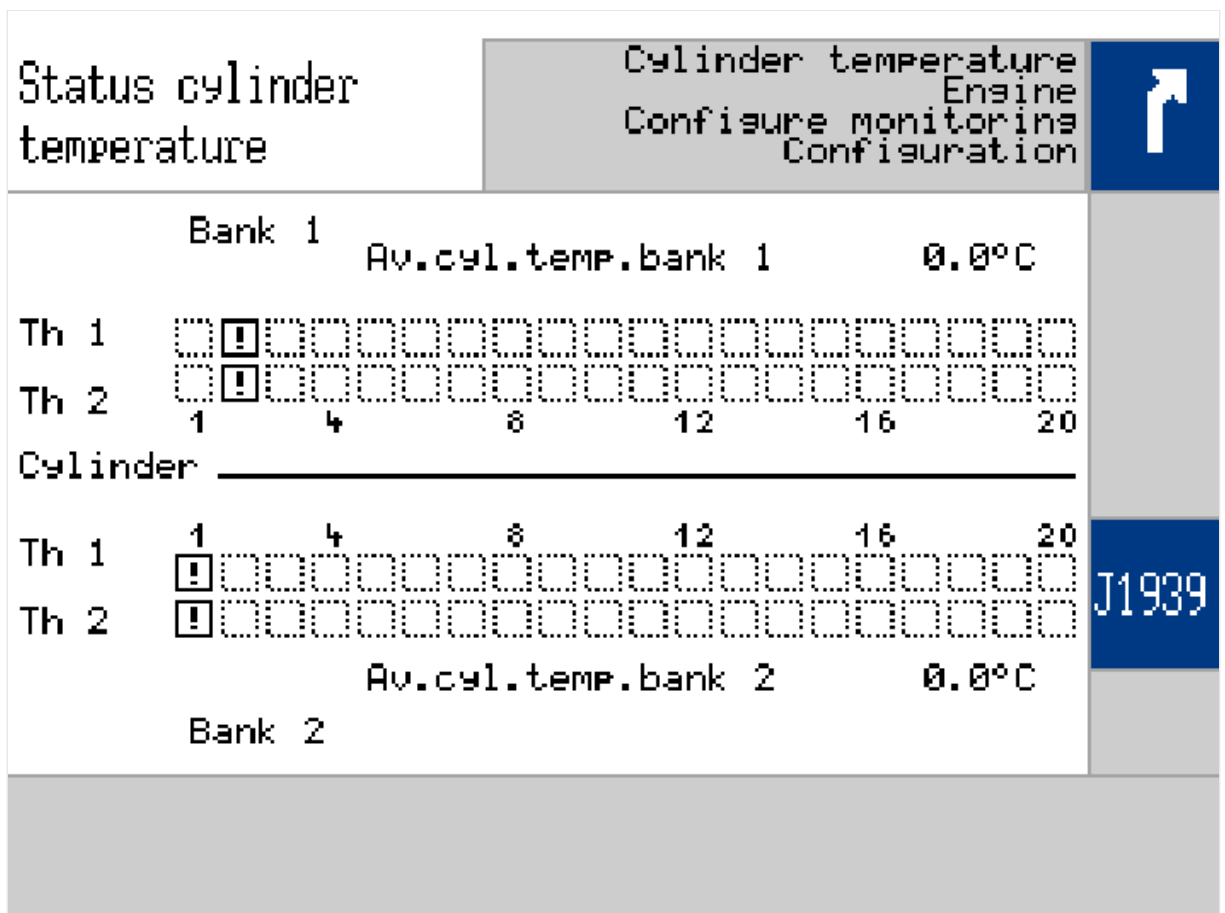 Status cylinder
temperature
Cylinder temperature
Engine
Configure monitoring
Configuration
Bank 1
Av.cyl.temp.bank 1 0.0°C
Th 1 !
Th 2 !
1 4 8 12 16 20
Cylinder
1 4 8 12 16 20
Th 1 !
Th 2 !
J1939
Av.cyl.temp.bank 2 0.0°C
Bank 2